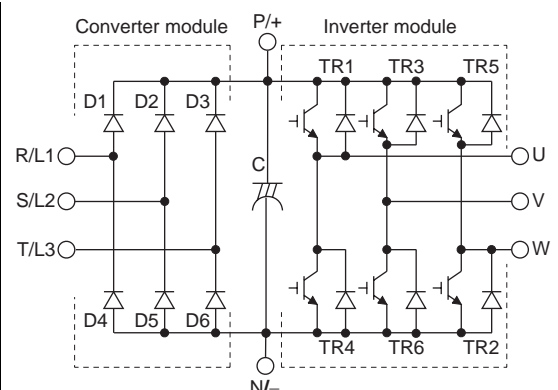 Converter module
P/+
Inverter module
TR1
TR3
TR5
D1
D2
D3
R/L1
U
C
S/L2
V
T/L3
W
D4
D5
D6
TR4
TR6
TR2
N/−